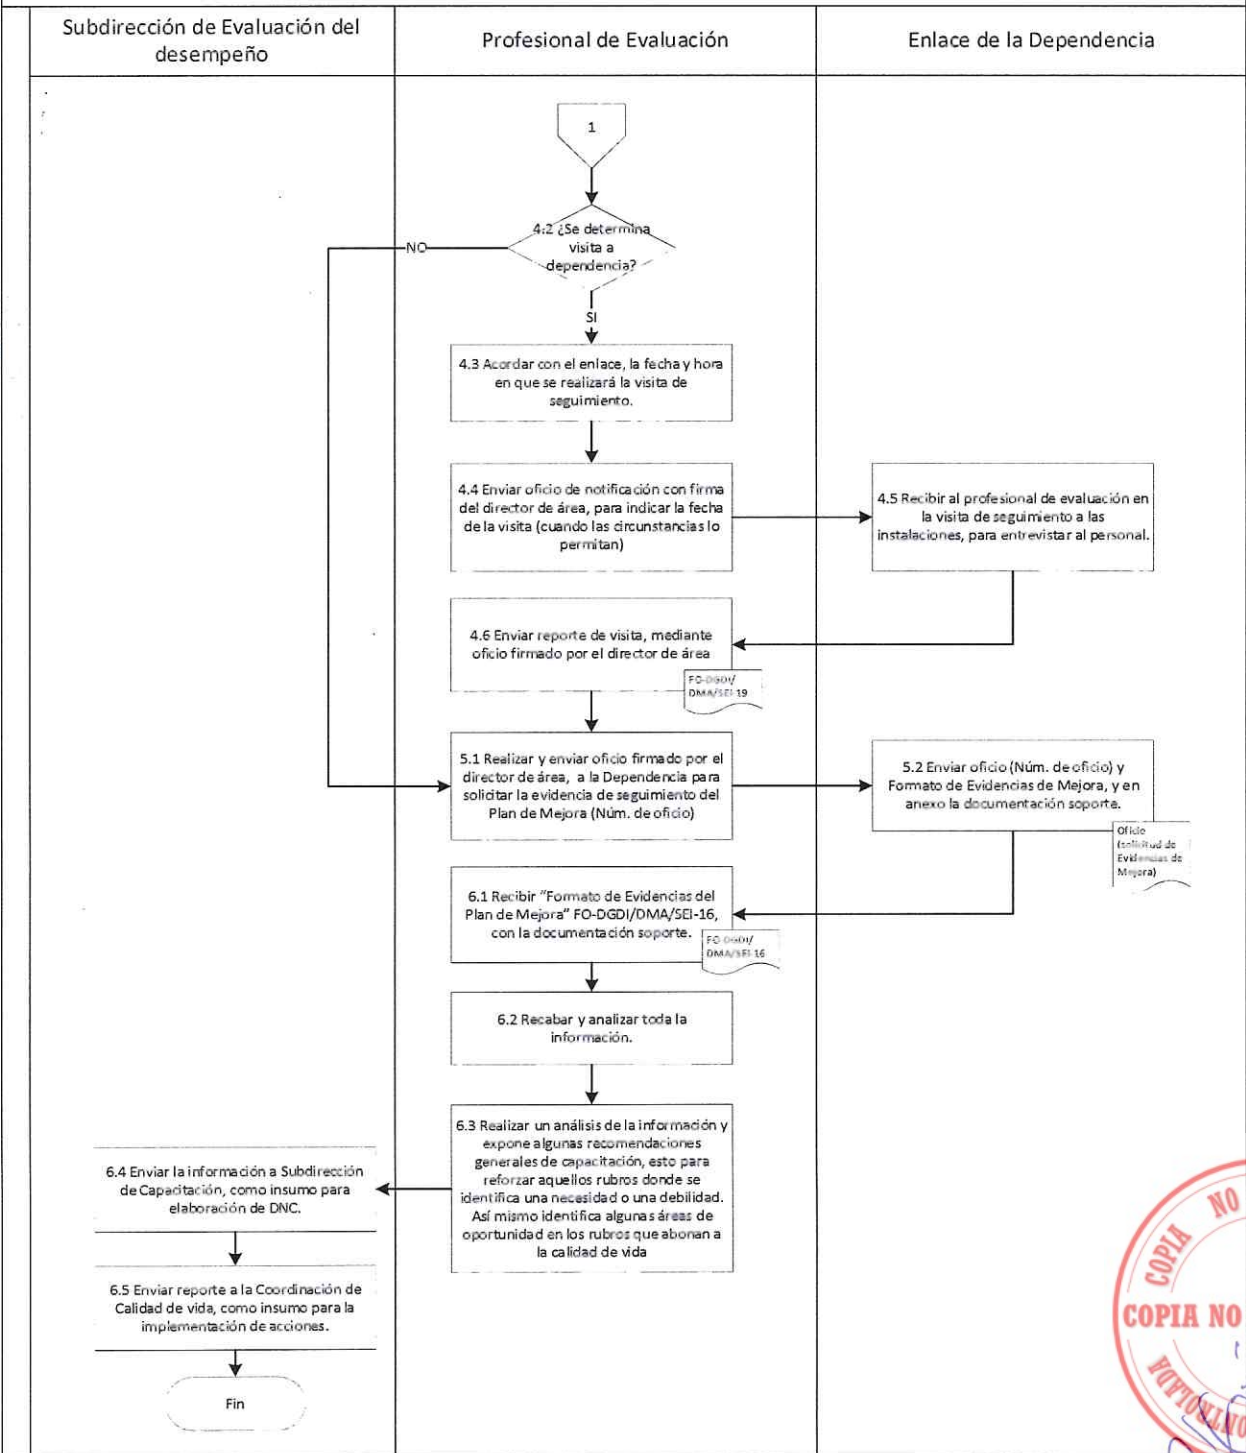 Subdirección de Evaluación del
desempeño
Profesional de Evaluación
Enlace de la Dependencia
1
4.2 ¿Se determina
visita a
dependencia?
NO
SI
4.3 Acordar con el enlace, la fecha y hora
en que se realizará la visita de
seguimiento.
4.4 Enviar oficio de notificación con firma
del director de área, para indicar la fecha
de la visita (cuando las circunstancias lo
permitan)
4.5 Recibir al profesional de evaluación en
la visita de seguimiento a las
instalaciones, para entrevistar al personal.
4.6 Enviar reporte de visita, mediante
oficio firmado por el director de área
FO-DGDI/
DMA/SEI-19
5.1 Realizar y enviar oficio firmado por el
director de área, a la Dependencia para
solicitar la evidencia de seguimiento del
Plan de Mejora (Núm. de oficio)
5.2 Enviar oficio (Núm. de oficio) y
Formato de Evidencias de Mejora, y en
anexo la documentación soporte.
Oficio
(solicitud de
Evidencias de
Mejora)
6.1 Recibir "Formato de Evidencias del
Plan de Mejora" FO-DGDI/DMA/SEI-16,
con la documentación soporte.
FO-DGDI/
DMA/SEI-16
6.2 Recabar y analizar toda la
información.
6.3 Realizar un análisis de la información y
expone algunas recomendaciones
generales de capacitación, esto para
reforzar aquellos rubros donde se
identifica una necesidad o una debilidad.
Así mismo identifica algunas áreas de
oportunidad en los rubros que abonan a
la calidad de vida
6.4 Enviar la información a Subdirección
de Capacitación, como insumo para
elaboración de DNC.
6.5 Enviar reporte a la Coordinación de
Calidad de vida, como insumo para la
implementación de acciones.
Fin
COPIA NO
COPIA NO